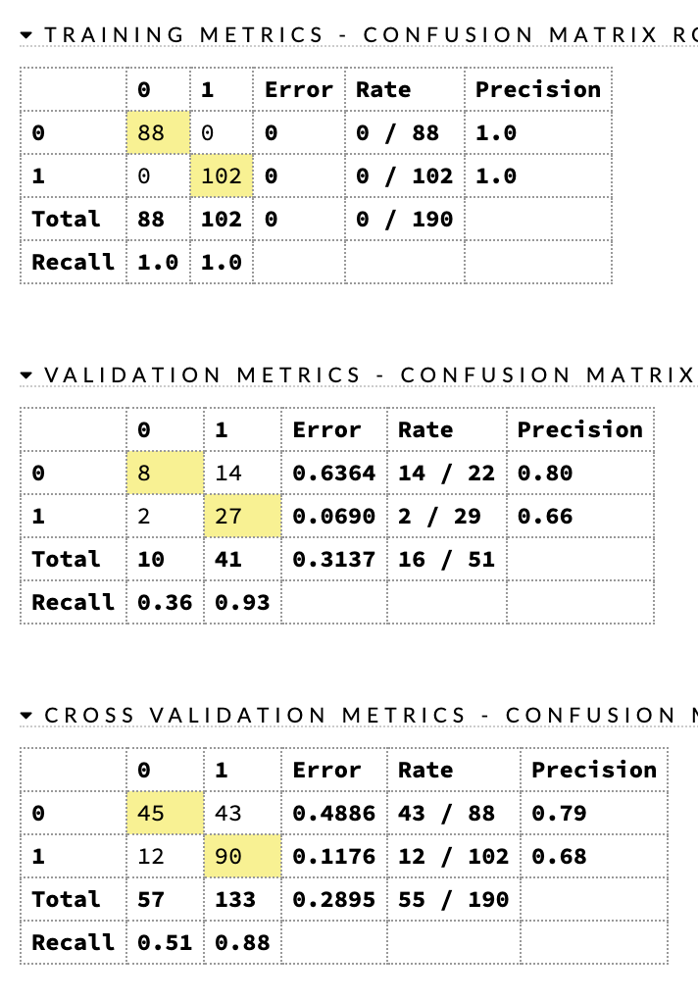 TRAINING METRICS - CONFUSION MATRIX RO
0 1 Error Rate Precision
0 88 0 0 0 / 88 1.0
1 0 102 0 0 / 102 1.0
Total 88 102 0 0 / 190
Recall 1.0 1.0
VALIDATION METRICS - CONFUSION MATRIX
0 1 Error Rate Precision
0 8 14 0.6364 14 / 22 0.80
1 2 27 0.0690 2 / 29 0.66
Total 10 41 0.3137 16 / 51
Recall 0.36 0.93
CROSS VALIDATION METRICS - CONFUSION
0 1 Error Rate Precision
0 45 43 0.4886 43 / 88 0.79
1 12 90 0.1176 12 / 102 0.68
Total 57 133 0.2895 55 / 190
Recall 0.51 0.88